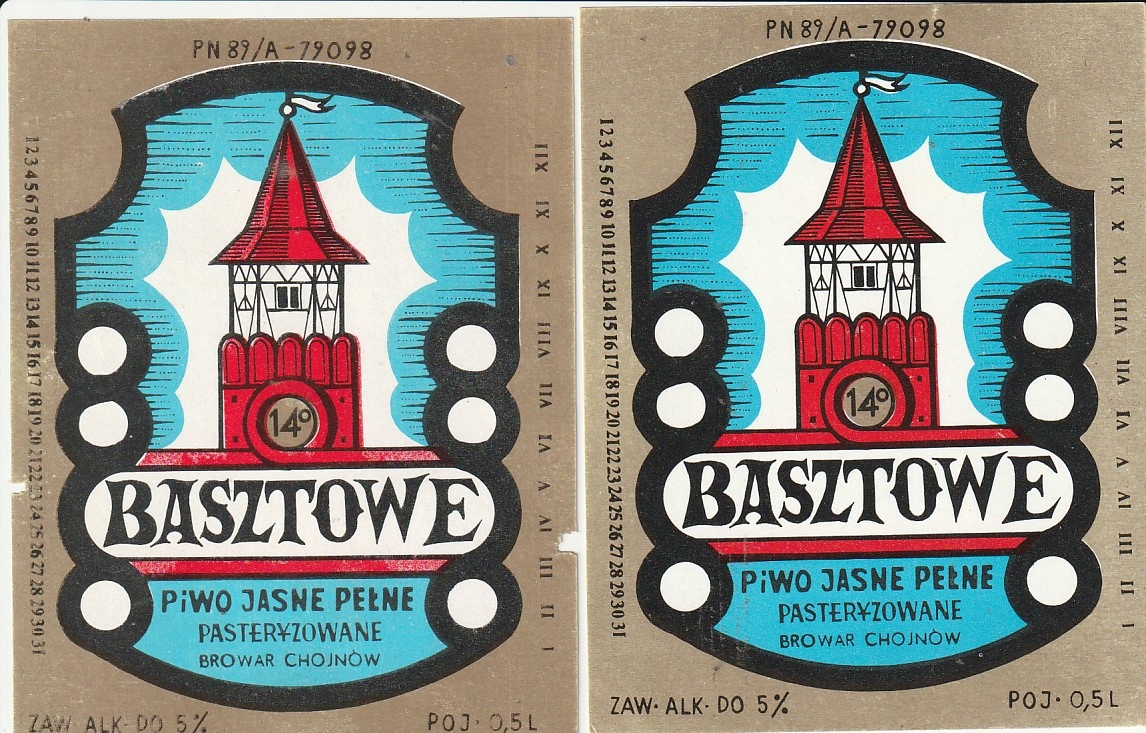 PN 89/A-79098
1 2 3 4 5 6 7 8 9 10 11 12 13 14 15 16 17 18 19 20 21 22 23 24 25 26 27 28 29 30 31
I II III IV V VI VII VIII IX X XI XII
14°
BASZTOWE
PiWO JASNE PEŁNE
PASTERYZOWANE
BROWAR CHOJNÓW
ZAW. ALK. DO 5%
POJ. 0,5L
PN 89/A-79098
1 2 3 4 5 6 7 8 9 10 11 12 13 14 15 16 17 18 19 20 21 22 23 24 25 26 27 28 29 30 31
I II III IV V VI VII VIII IX X XI XII
14°
BASZTOWE
PiWO JASNE PEŁNE
PASTERYZOWANE
BROWAR CHOJNÓW
ZAW. ALK. DO 5%
POJ. 0,5L